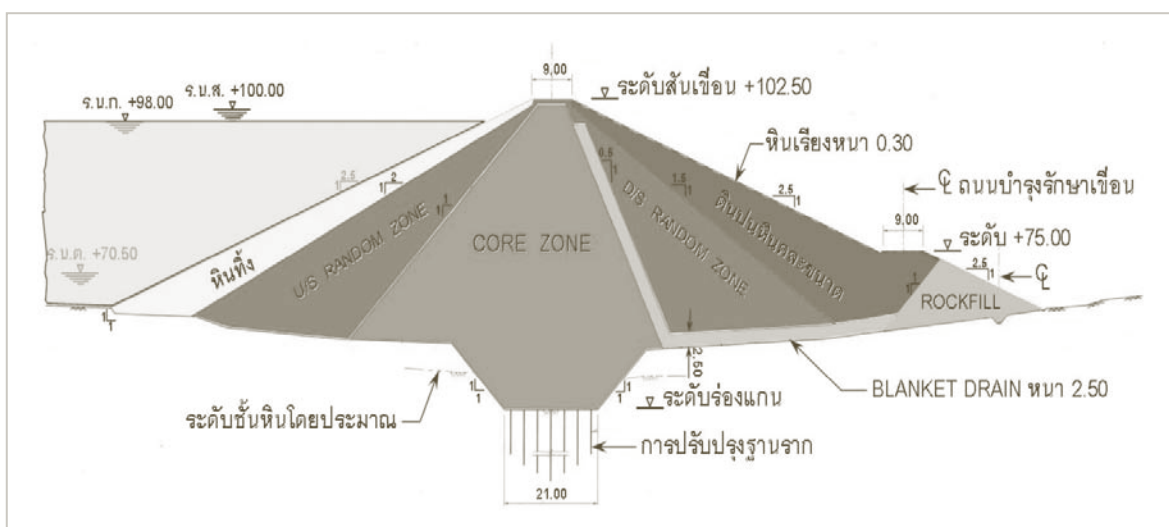 9.00
ร.น.ส. +100.00
ร.น.ก. +98.00
ระดับสันเขื่อน +102.50
หินเรียงหนา 0.30
2.5
1
2
1
0.5
1
1.5
1
2.5
1
℄ ถนนบำรุงรักษาเขื่อน
9.00
ระดับ +75.00
2.5
1
℄
ร.น.ต. +70.50
หินทิ้ง
U/S RANDOM ZONE
1
1
CORE ZONE
D/S RANDOM ZONE
ดินปนหินคละขนาด
1
1
ROCKFILL
1
1
2.50
1
1
1
1
BLANKET DRAIN หนา 2.50
ระดับร่องแกน
ระดับชั้นหินโดยประมาณ
การปรับปรุงฐานราก
21.00